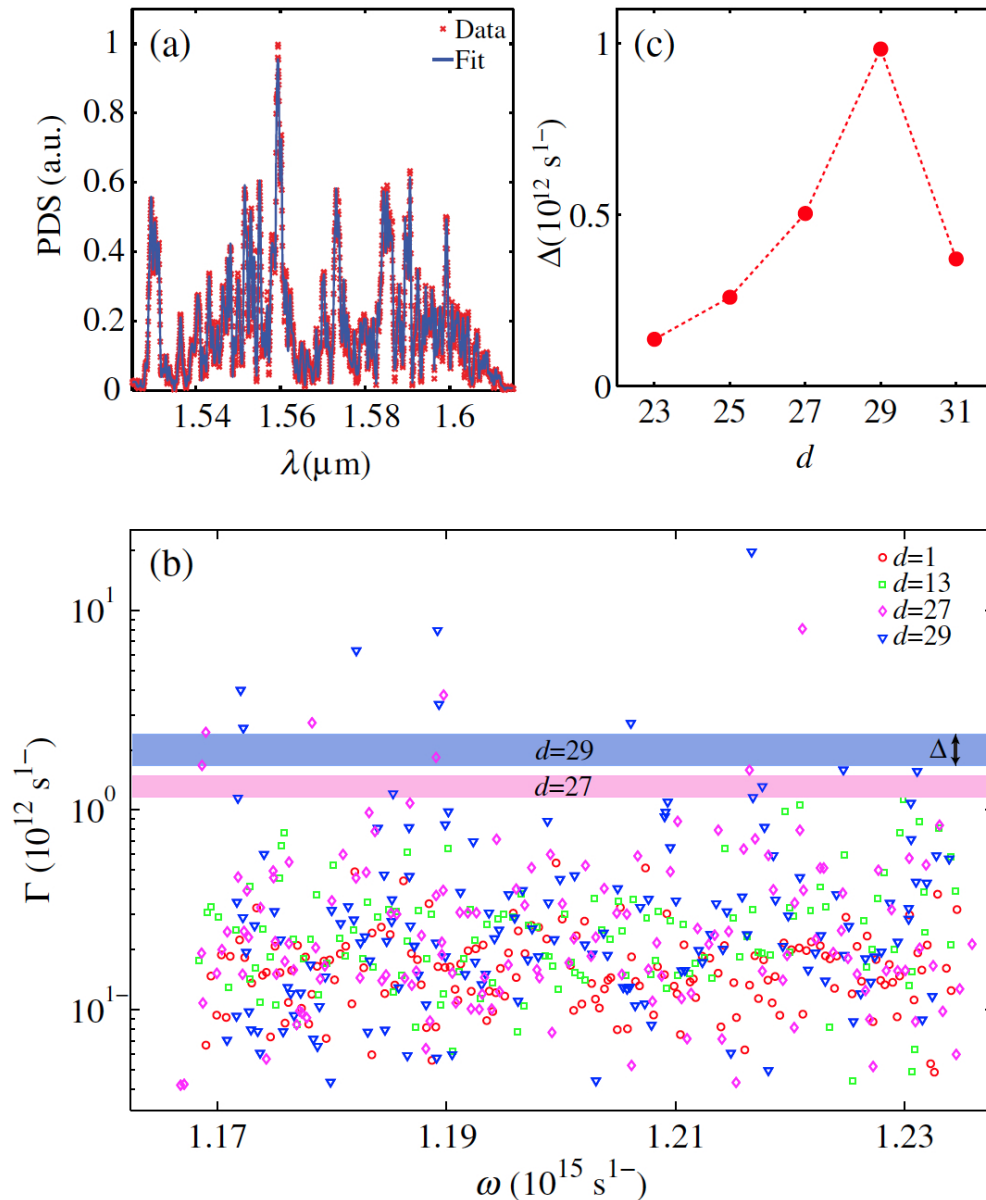 (a)
Data
Fit
PDS (a.u.)
1
0.8
0.6
0.4
0.2
0
1.54
1.56
1.58
1.6
λ(μm)
(c)
Δ(10¹² s¹⁻)
1
0.5
0
23
25
27
29
31
d
(b)
d=1
d=13
d=27
d=29
Γ (10¹² s¹⁻)
10¹
10⁰
10¹⁻
d=29
Δ
d=27
1.17
1.19
1.21
1.23
ω (10¹⁵ s¹⁻)